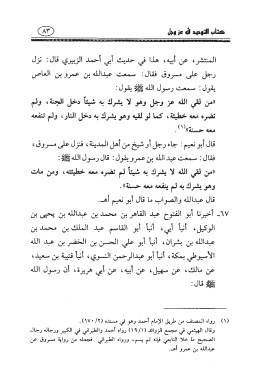 كتاب التوحيد لله عز وجل
٨٣
المنتشر، عن أبيه، هذا في حديث أبي أحمد الزبيري قال: نزل
رجل على مسروق فقال: سمعت عبدالله بن عمرو بن العاص
يقول: سمعت رسول الله ﷺ يقول:
«من لقي الله عز وجل وهو لا يشرك به شيئاً دخل الجنة، ولم
تضره معه خطيئة، كما لو لقيه وهو يشرك به دخل النار، ولم تنفعه
معه حسنة»(١).
قال أبو نعيم: جاء رجل أو شيخ من أهل المدينة، فنزل على مسروق،
فقال: سمعت عبدالله بن عمرو يقول: قال رسول الله ﷺ:
«من لقي الله لا يشرك به شيئاً لم تضره معه خطيئته، ومن مات
وهو يشرك به لم ينفعه معه حسنة».
قال عبدالله والصواب ما قال أبو نعيم أهـ.
٦٧- أخبرنا أبو الفتوح عبد القاهر بن محمد بن عبدالله بن يحيى بن
الوكيل، أنبأ أبي، أنبأ أبو القاسم عبد الملك بن محمد بن
عبدالله بن بشران، أنبأ أبو علي الحسن بن الخضر بن عبد الله
الأسيوطي بمكة، أنبأ أبو عبدالرحمن النسوي، أنبأ قتيبة بن سعيد،
عن مالك، عن سهيل، عن أبيه، عن أبي هريرة، أن رسول الله
ﷺ قال:
(١) رواه المصنف من طريق الإمام أحمد وهو في مسنده (١٧٠/٢).
وقال الهيثمي في مجمع الزوائد (١٩/١) رواه أحمد والطبراني في الكبير ورجاله رجال
الصحيح ما خلا التابعي فإنه لم يسم، ورواه الطبراني فجعله من رواية مسروق عن
عبدالله بن عمرو أهـ.